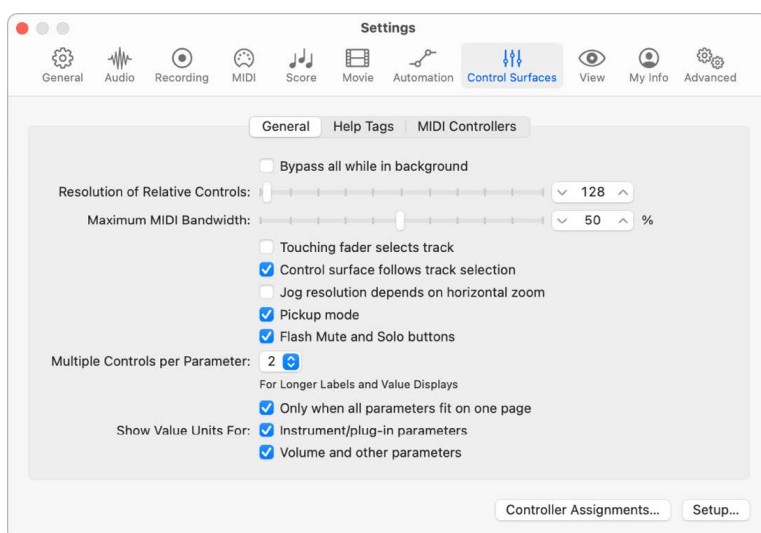 Settings
General Audio Recording MIDI Score Movie Automation Control Surfaces View My Info Advanced
General Help Tags MIDI Controllers
Bypass all while in background
Resolution of Relative Controls: 128
Maximum MIDI Bandwidth: 50 %
Touching fader selects track
Control surface follows track selection
Jog resolution depends on horizontal zoom
Pickup mode
Flash Mute and Solo buttons
Multiple Controls per Parameter: 2
For Longer Labels and Value Displays
Only when all parameters fit on one page
Show Value Units For: Instrument/plug-in parameters
Volume and other parameters
Controller Assignments... Setup...